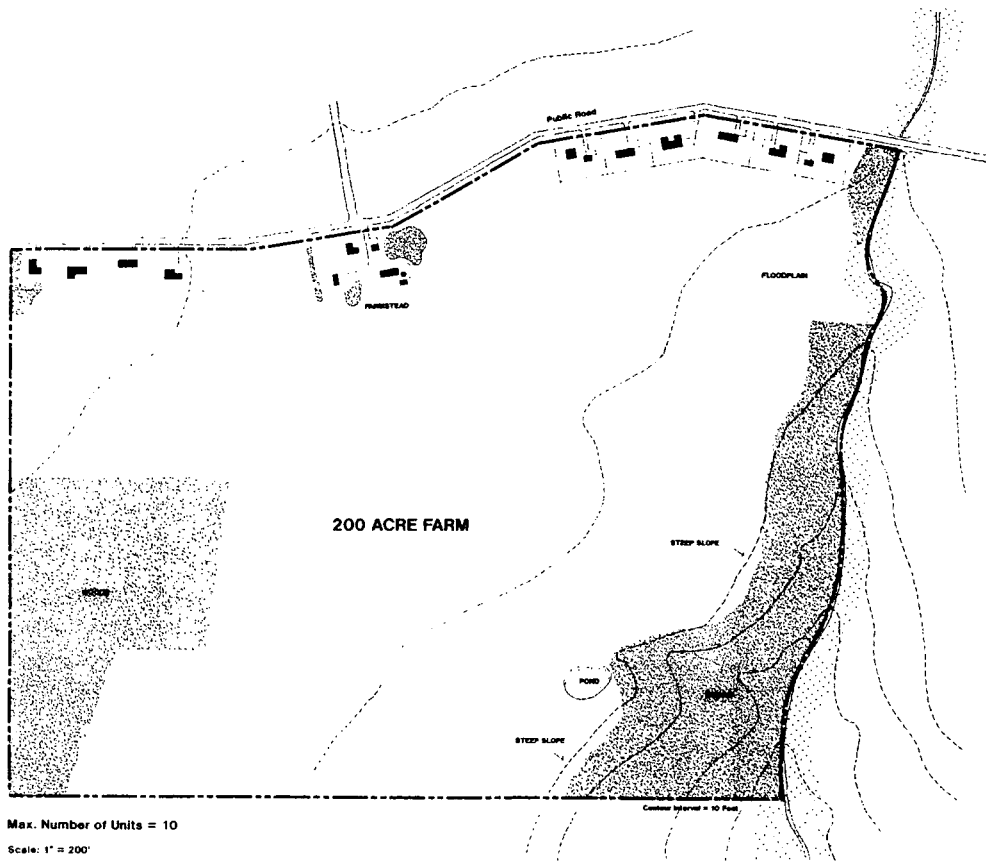 Public Road
FLOODPLAIN
FARMSTEAD
200 ACRE FARM
STEEP SLOPE
WOODS
POND
STEEP SLOPE
Contour Interval = 10 Feet
Max. Number of Units = 10
Scale: 1" = 200'